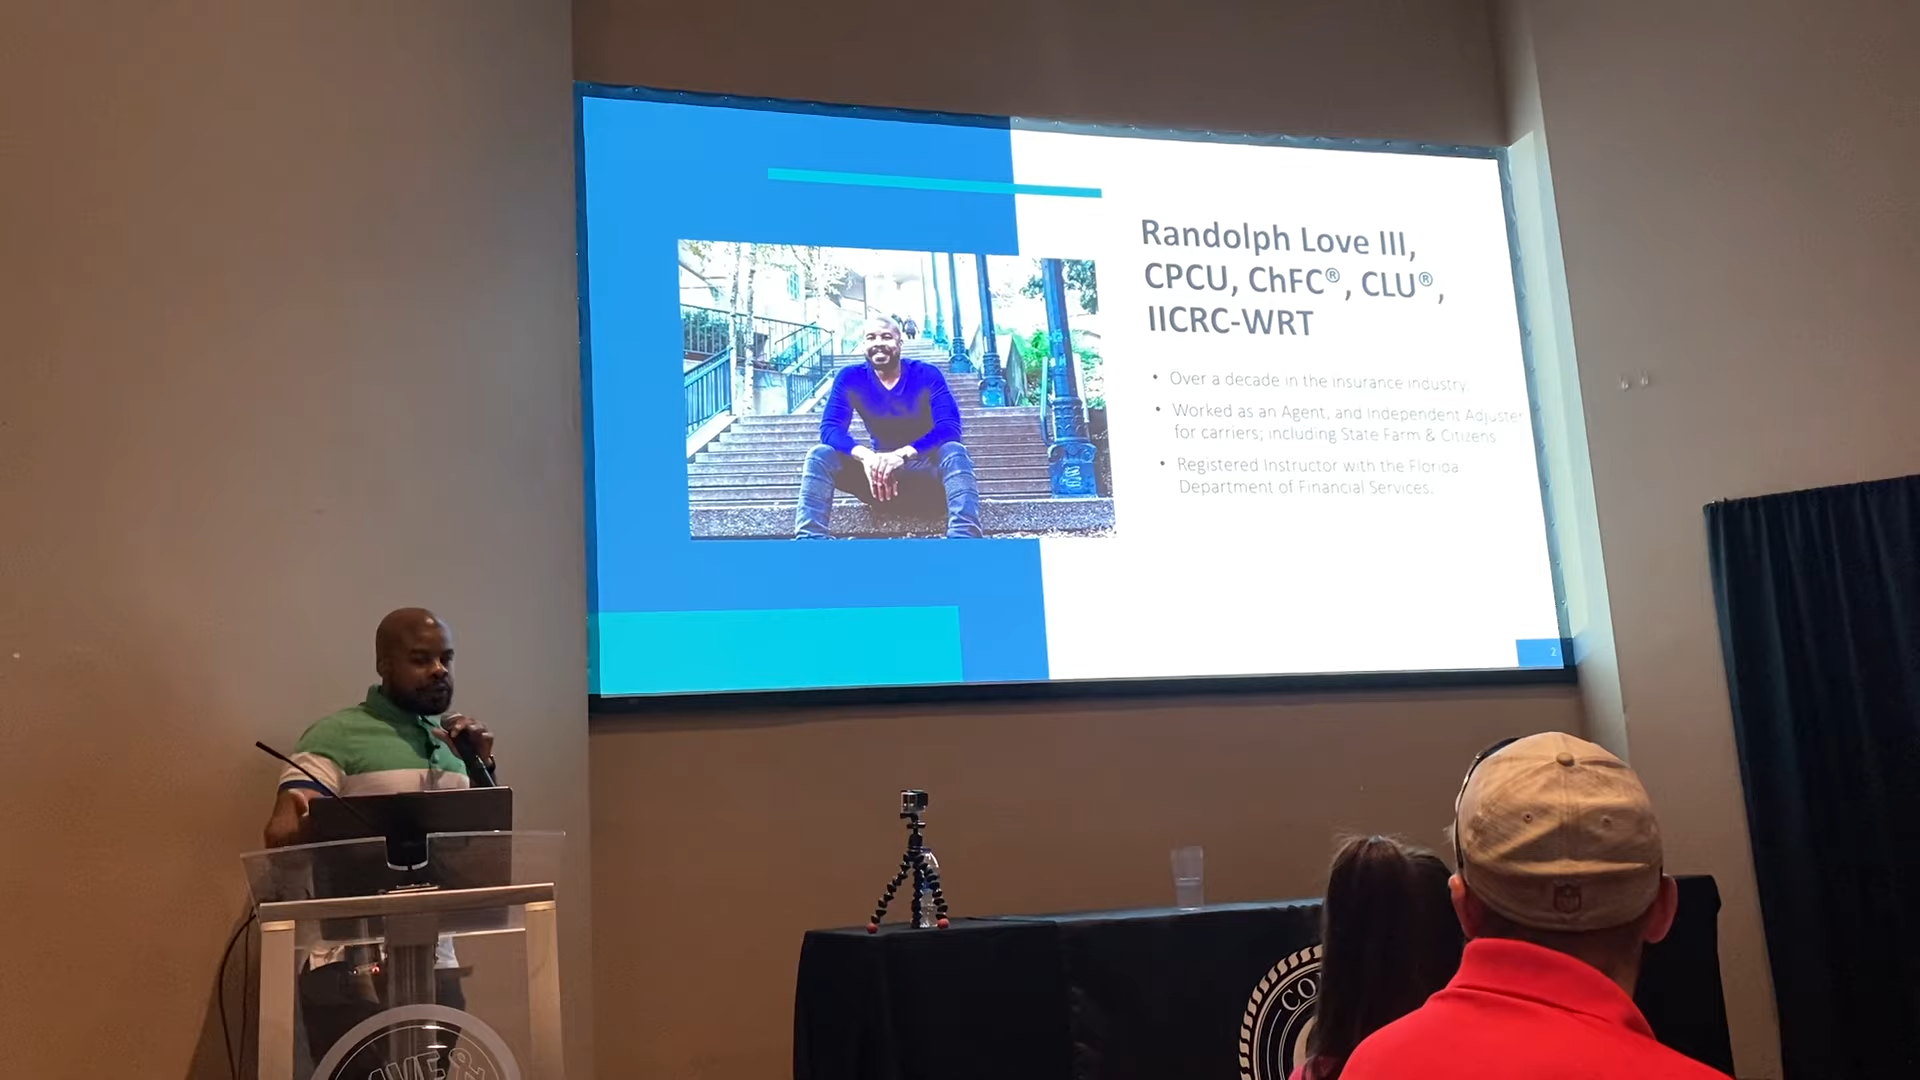 Randolph Love III,
CPCU, ChFC®, CLU®,
IICRC-WRT
• Over a decade in the insurance industry
• Worked as an Agent, and Independent Adjuster
for carriers; including State Farm & Citizens
• Registered Instructor with the Florida
Department of Financial Services.
2
CO